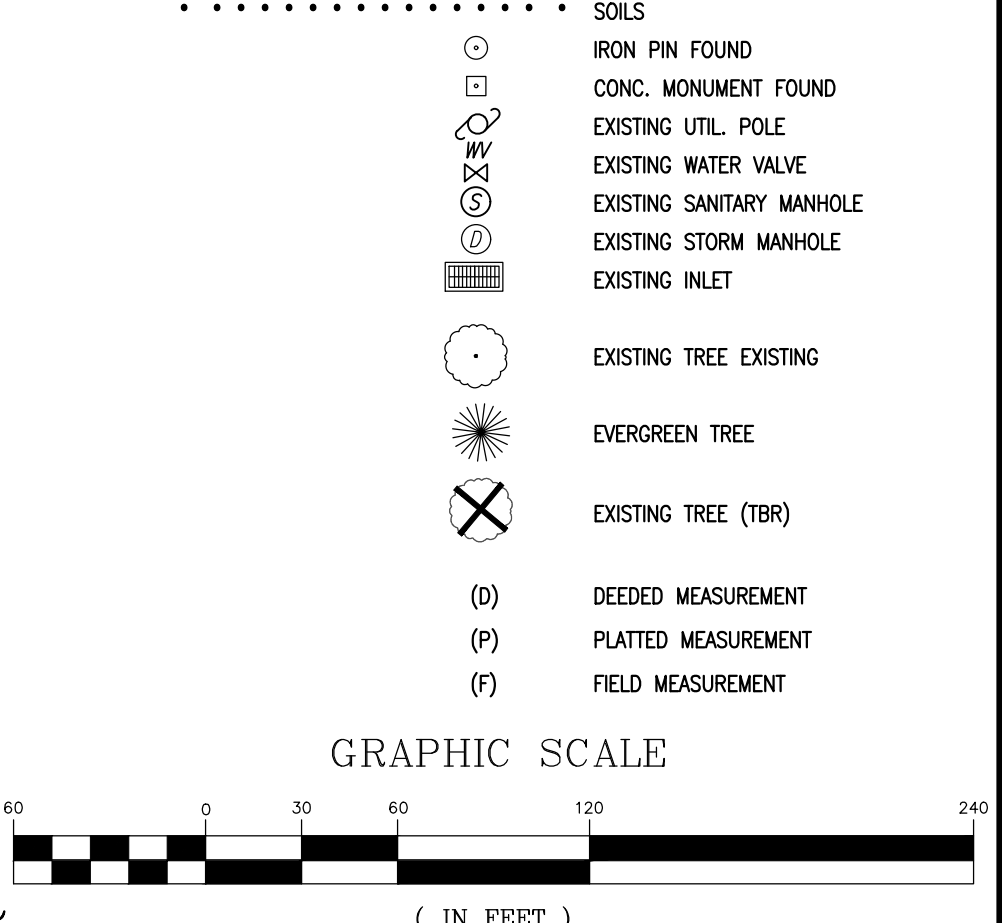 SOILS
IRON PIN FOUND
CONC. MONUMENT FOUND
EXISTING UTIL. POLE
WV
EXISTING WATER VALVE
S EXISTING SANITARY MANHOLE
D EXISTING STORM MANHOLE
EXISTING INLET
EXISTING TREE EXISTING
EVERGREEN TREE
EXISTING TREE (TBR)
(D) DEEDED MEASUREMENT
(P) PLATTED MEASUREMENT
(F) FIELD MEASUREMENT
GRAPHIC SCALE
60 0 30 60 120 240
( IN FEET )